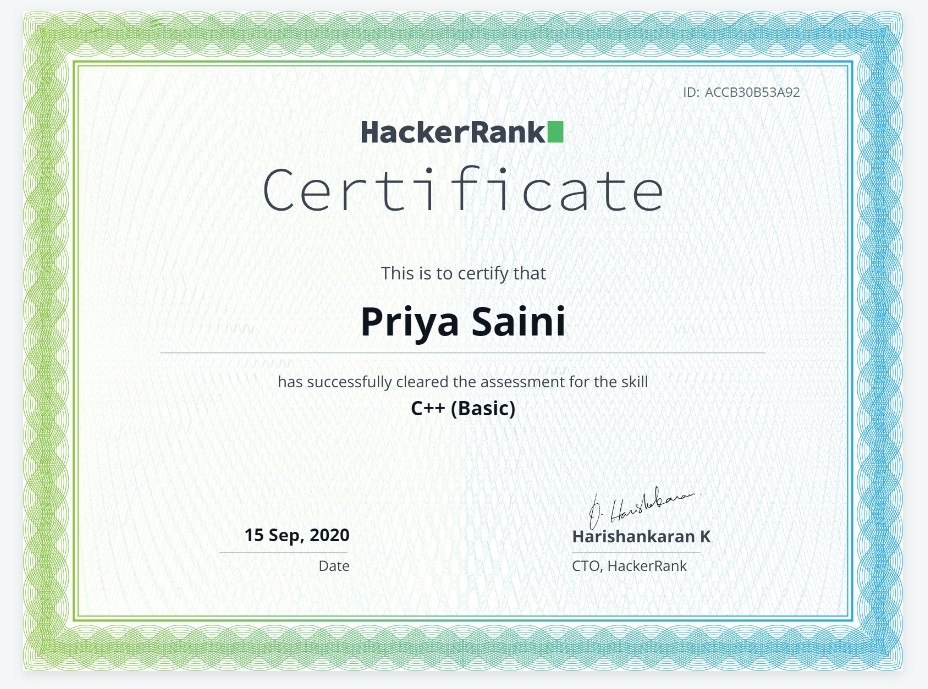 ID: ACCB30B53A92
HackerRank
Certificate
This is to certify that
Priya Saini
has successfully cleared the assessment for the skill
C++ (Basic)
15 Sep, 2020
Date
Harishankaran K
CTO, HackerRank